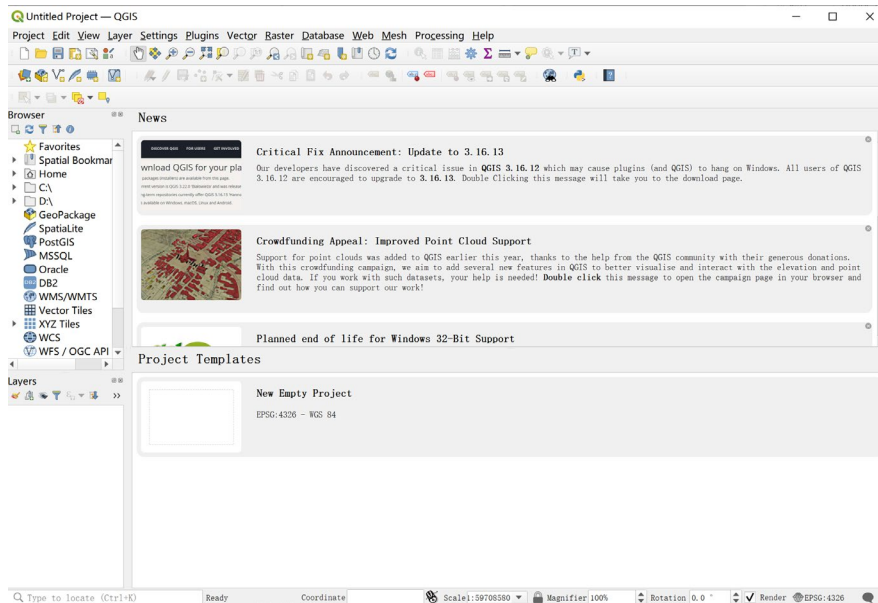 Untitled Project — QGIS
Project Edit View Layer Settings Plugins Vector Raster Database Web Mesh Processing Help
Browser
Favorites
Spatial Bookmar
Home
C:\
D:\
GeoPackage
SpatiaLite
PostGIS
MSSQL
Oracle
DB2
WMS/WMTS
Vector Tiles
XYZ Tiles
WCS
WFS / OGC API
Layers
News
DISCOVER QGIS FOR USERS GET INVOLVED
wnload QGIS for your pla
Critical Fix Announcement: Update to 3.16.13
Our developers have discovered a critical issue in QGIS 3.16.12 which may cause plugins (and QGIS) to hang on Windows. All users of QGIS
3.16.12 are encouraged to upgrade to 3.16.13. Double Clicking this message will take you to the download page.
Crowdfunding Appeal: Improved Point Cloud Support
Support for point clouds was added to QGIS earlier this year, thanks to the help from the QGIS community with their generous donations.
With this crowdfunding campaign, we aim to add several new features in QGIS to better visualise and interact with the elevation and point
cloud data. If you work with such datasets, your help is needed! Double click this message to open the campaign page in your browser and
find out how you can support our work!
Planned end of life for Windows 32-Bit Support
Project Templates
New Empty Project
EPSG:4326 - WGS 84
Type to locate (Ctrl+K)
Ready
Coordinate
Scale 1:59708580
Magnifier 100%
Rotation 0.0 °
Render
EPSG:4326